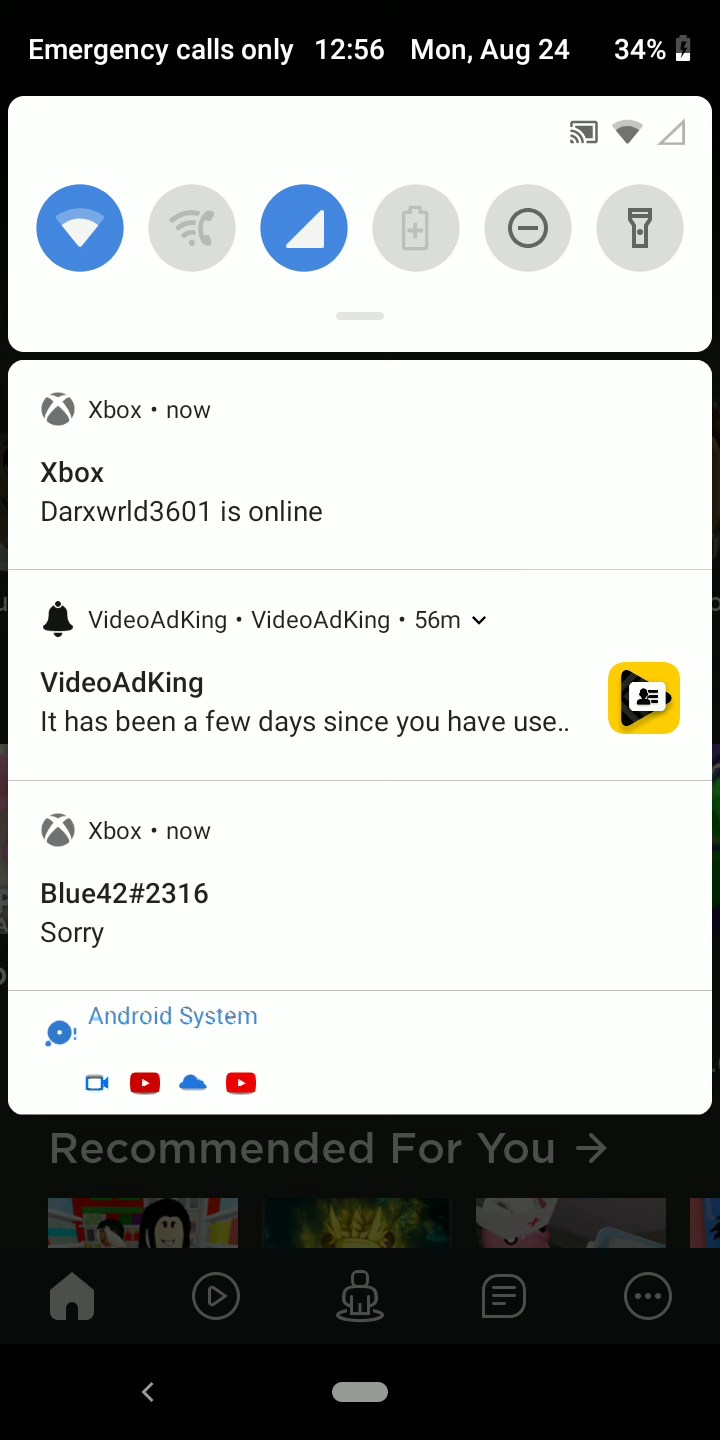 Emergency calls only 12:56 Mon, Aug 24 34%
Xbox • now
Xbox
Darxwrld3601 is online
VideoAdKing • VideoAdKing • 56m
VideoAdKing
It has been a few days since you have use..
Xbox • now
Blue42#2316
Sorry
Android System
Recommended For You →